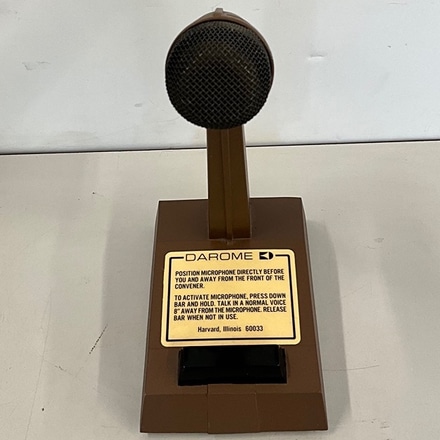 DAROME
POSITION MICROPHONE DIRECTLY BEFORE
YOU AND AWAY FROM THE FRONT OF THE
CONVENER.
TO ACTIVATE MICROPHONE, PRESS DOWN
BAR AND HOLD. TALK IN A NORMAL VOICE
8" AWAY FROM THE MICROPHONE. RELEASE
BAR WHEN NOT IN USE.
Harvard, Illinois 60033